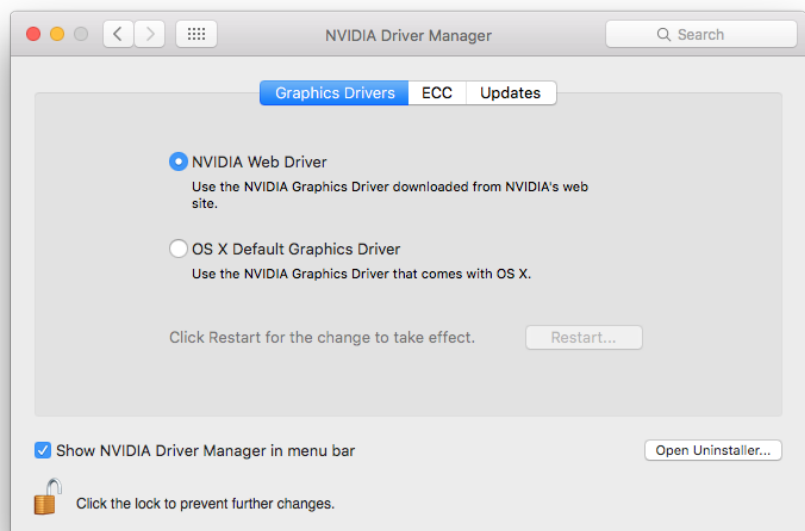 NVIDIA Driver Manager
Search
Graphics Drivers
ECC
Updates
NVIDIA Web Driver
Use the NVIDIA Graphics Driver downloaded from NVIDIA's web
site.
OS X Default Graphics Driver
Use the NVIDIA Graphics Driver that comes with OS X.
Click Restart for the change to take effect.
Restart...
Show NVIDIA Driver Manager in menu bar
Open Uninstaller...
Click the lock to prevent further changes.